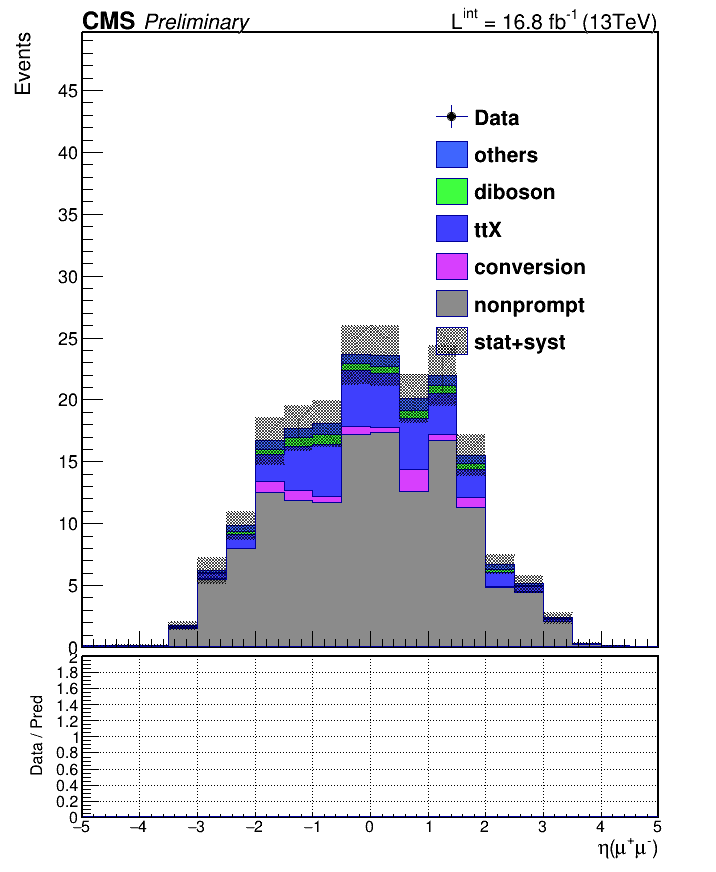 CMS Preliminary L^int = 16.8 fb^-1 (13TeV)
Events
45
40
35
30
25
20
15
10
5
0
Data
others
diboson
ttX
conversion
nonprompt
stat+syst
Data / Pred
2
1.8
1.6
1.4
1.2
1
0.8
0.6
0.4
0.2
0
−5 −4 −3 −2 −1 0 1 2 3 4 5
η(μ⁺μ⁻)